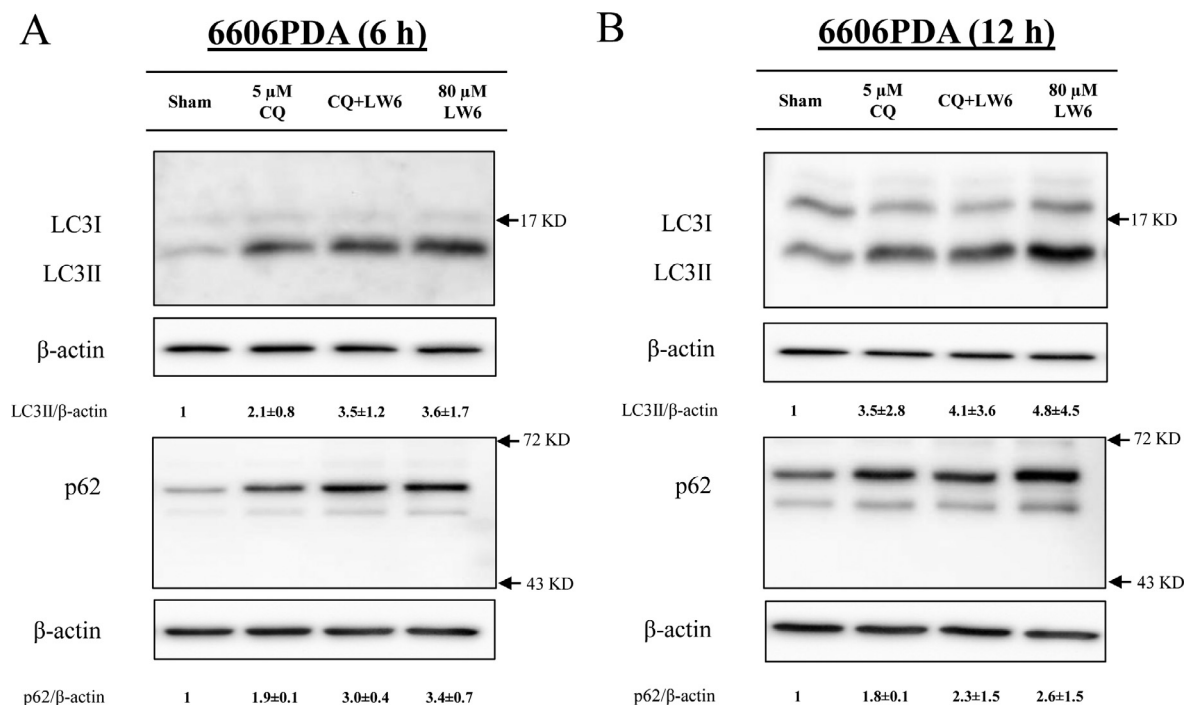 A
6606PDA (6 h)
Sham
5 µM
CQ
CQ+LW6
80 µM
LW6
LC3I
17 KD
LC3II
β-actin
LC3II/β-actin 1 2.1±0.8 3.5±1.2 3.6±1.7
72 KD
p62
43 KD
β-actin
p62/β-actin 1 1.9±0.1 3.0±0.4 3.4±0.7
B
6606PDA (12 h)
Sham
5 µM
CQ
CQ+LW6
80 µM
LW6
LC3I
17 KD
LC3II
β-actin
LC3II/β-actin 1 3.5±2.8 4.1±3.6 4.8±4.5
72 KD
p62
43 KD
β-actin
p62/β-actin 1 1.8±0.1 2.3±1.5 2.6±1.5